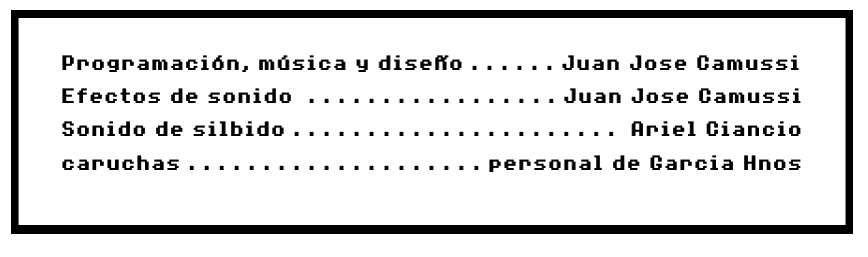 Programación, música y diseño......Juan Jose Camussi
Efectos de sonido .................Juan Jose Camussi
Sonido de silbido...................... Ariel Ciancio
caruchas....................personal de Garcia Hnos